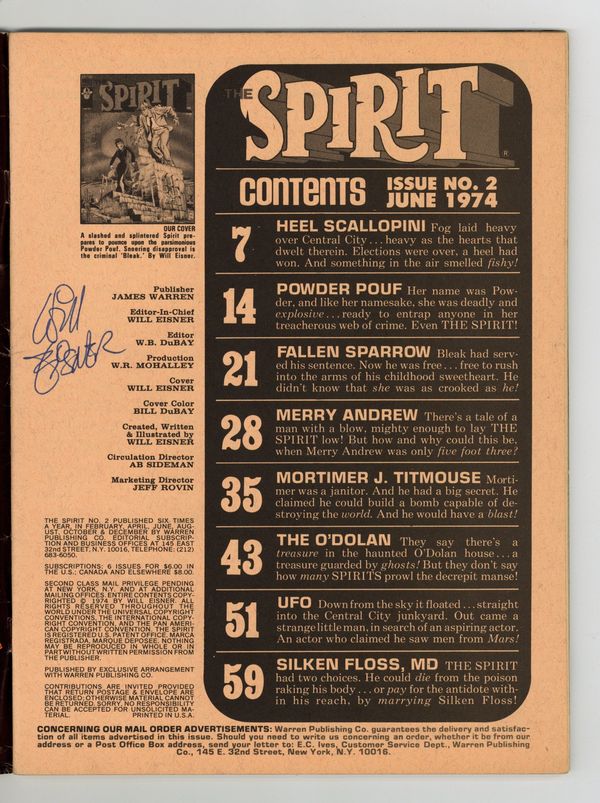 SPIRIT
OUR COVER
A slashed and splintered Spirit pre-
pares to pounce upon the parsimonious
Powder Pouf. Sneering disapproval is
the criminal 'Bleak.' By Will Eisner.
Will
Eisner
Publisher
JAMES WARREN
Editor-In-Chief
WILL EISNER
Editor
W.B. DuBAY
Production
W.R. MOHALLEY
Cover
WILL EISNER
Cover Color
BILL DUBAY
Created, Written
& Illustrated by
WILL EISNER
Circulation Director
AB SIDEMAN
Marketing Director
JEFF ROVIN
THE SPIRIT NO. 2 PUBLISHED SIX TIMES
A YEAR, IN FEBRUARY, APRIL, JUNE, AUG-
UST, OCTOBER & DECEMBER BY WARREN
PUBLISHING CO. EDITORIAL SUBSCRIP-
TION AND BUSINESS OFFICES AT 145 EAST
32nd STREET, N.Y. 10016, TELEPHONE: (212)
683-6050.
SUBSCRIPTIONS: 6 ISSUES FOR $6.00 IN
THE U.S.; CANADA AND ELSEWHERE $8.00.
SECOND CLASS MAIL PRIVILEGE PENDING
AT NEW YORK, N.Y. AND AT ADDITIONAL
MAILING OFFICES. ENTIRE CONTENTS COPY-
RIGHTED © 1974 BY WILL EISNER. ALL
RIGHTS RESERVED THROUGHOUT THE
WORLD UNDER THE UNIVERSAL COPYRIGHT
CONVENTIONS, THE INTERNATIONAL COPY-
RIGHT CONVENTION, AND THE PAN AMERI-
CAN COPYRIGHT CONVENTION. THE SPIRIT
IS REGISTERED U.S. PATENT OFFICE. MARCA
REGISTRADA, MARQUE DEPOSEE. NOTHING
MAY BE REPRODUCED IN WHOLE OR IN
PART WITHOUT WRITTEN PERMISSION FROM
THE PUBLISHER.
PUBLISHED BY EXCLUSIVE ARRANGEMENT
WITH WARREN PUBLISHING CO.
CONTRIBUTIONS ARE INVITED PROVIDED
THAT RETURN POSTAGE & ENVELOPE ARE
ENCLOSED; OTHERWISE MATERIAL CANNOT
BE RETURNED. SORRY, NO RESPONSIBILITY
CAN BE ACCEPTED FOR UNSOLICITED MA-
TERIAL. PRINTED IN U.S.A.
THE SPIRIT®
CONTENTS ISSUE NO. 2
JUNE 1974
7 HEEL SCALLOPINI Fog laid heavy
over Central City...heavy as the hearts that
dwelt therein. Elections were over, a heel had
won. And something in the air smelled fishy!
14 POWDER POUF Her name was Pow-
der, and like her namesake, she was deadly and
explosive...ready to entrap anyone in her
treacherous web of crime. Even THE SPIRIT!
21 FALLEN SPARROW Bleak had serv-
ed his sentence. Now he was free...free to rush
into the arms of his childhood sweetheart. He
didn't know that she was as crooked as he!
28 MERRY ANDREW There's a tale of a
man with a blow, mighty enough to lay THE
SPIRIT low! But how and why could this be,
when Merry Andrew was only five foot three?
35 MORTIMER J. TITMOUSE Morti-
mer was a janitor. And he had a big secret. He
claimed he could build a bomb capable of de-
stroying the world. And he would have a blast!
43 THE O'DOLAN They say there's a
treasure in the haunted O'Dolan house...a
treasure guarded by ghosts! But they don't say
how many SPIRITS prowl the decrepit manse!
51 UFO Down from the sky it floated...straight
into the Central City junkyard. Out came a
strange little man, in search of an aspiring actor.
An actor who claimed he saw men from Mars!
59 SILKEN FLOSS, MD THE SPIRIT
had two choices. He could die from the poison
raking his body...or pay for the antidote with-
in his reach, by marrying Silken Floss!
CONCERNING OUR MAIL ORDER ADVERTISEMENTS: Warren Publishing Co. guarantees the delivery and satisfac-
tion of all items advertised in this issue. Should you need to write us concerning an order, whether it be from our
address or a Post Office Box address, send your letter to: E.C. Ives, Customer Service Dept., Warren Publishing
Co., 145 E. 32nd Street, New York, N.Y. 10016.